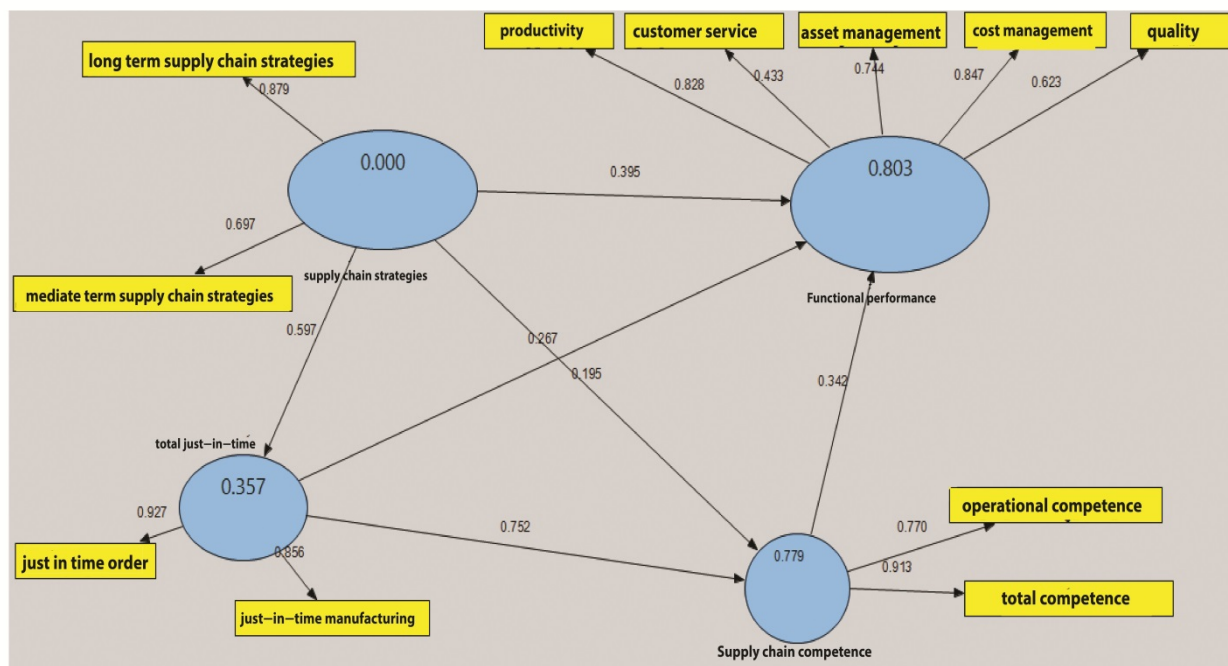 productivity
customer service
asset management
cost management
quality
long term supply chain strategies
0.879
0.828
0.433
0.744
0.847
0.623
0.000
0.395
0.803
0.697
supply chain strategies
mediate term supply chain strategies
Functional performance
0.597
0.267
0.195
0.342
total just-in-time
0.357
0.927
0.752
operational competence
just in time order
0.856
0.779
0.770
0.913
total competence
just-in-time manufacturing
Supply chain competence